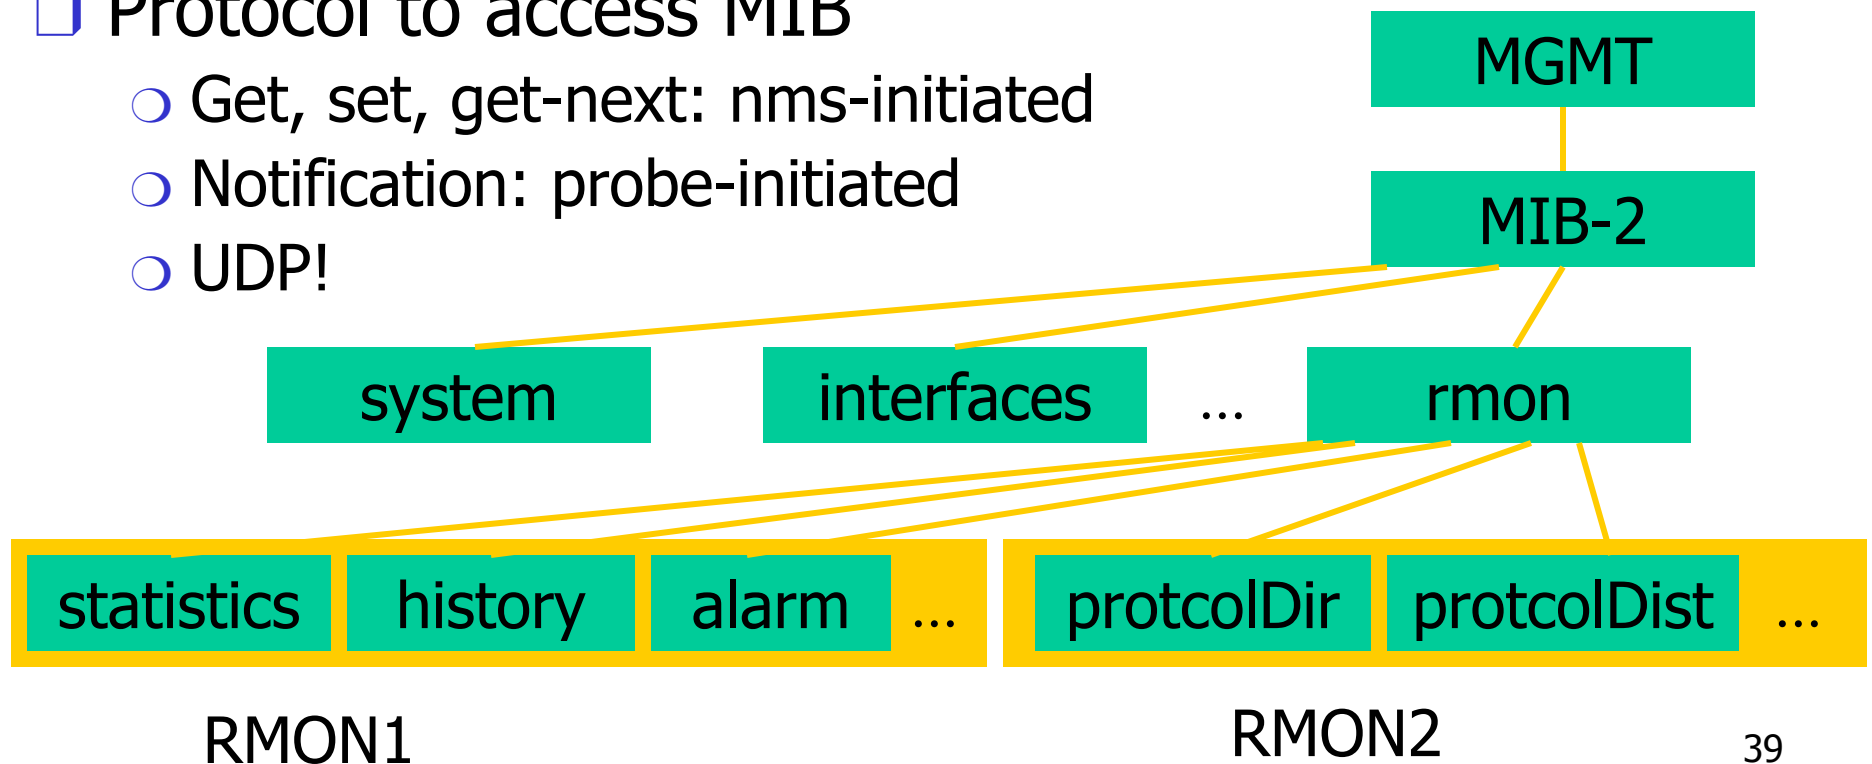 Protocol to access MIB
Get, set, get-next: nms-initiated
Notification: probe-initiated
UDP!
MGMT
MIB-2
system
interfaces
...
rmon
statistics
history
alarm
...
protcolDir
protcolDist
...
RMON1
RMON2
39